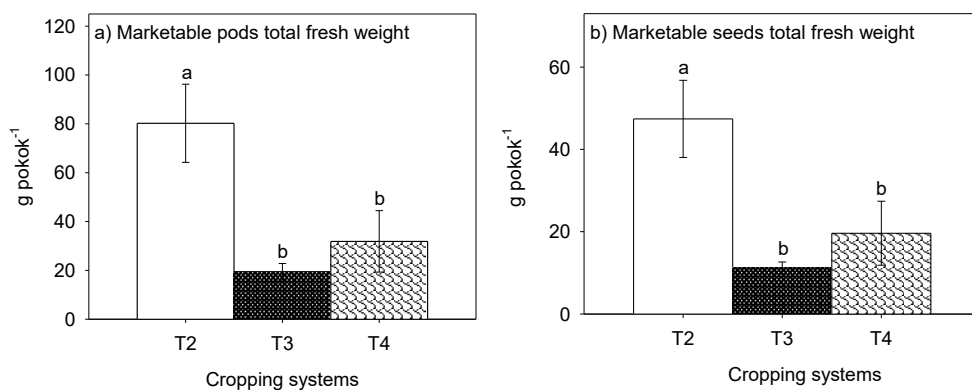 a) Marketable pods total fresh weight
g pokok⁻¹
120
100
80
60
40
20
0
a
b
b
T2 T3 T4
Cropping systems
b) Marketable seeds total fresh weight
g pokok⁻¹
60
40
20
0
a
b
b
T2 T3 T4
Cropping systems